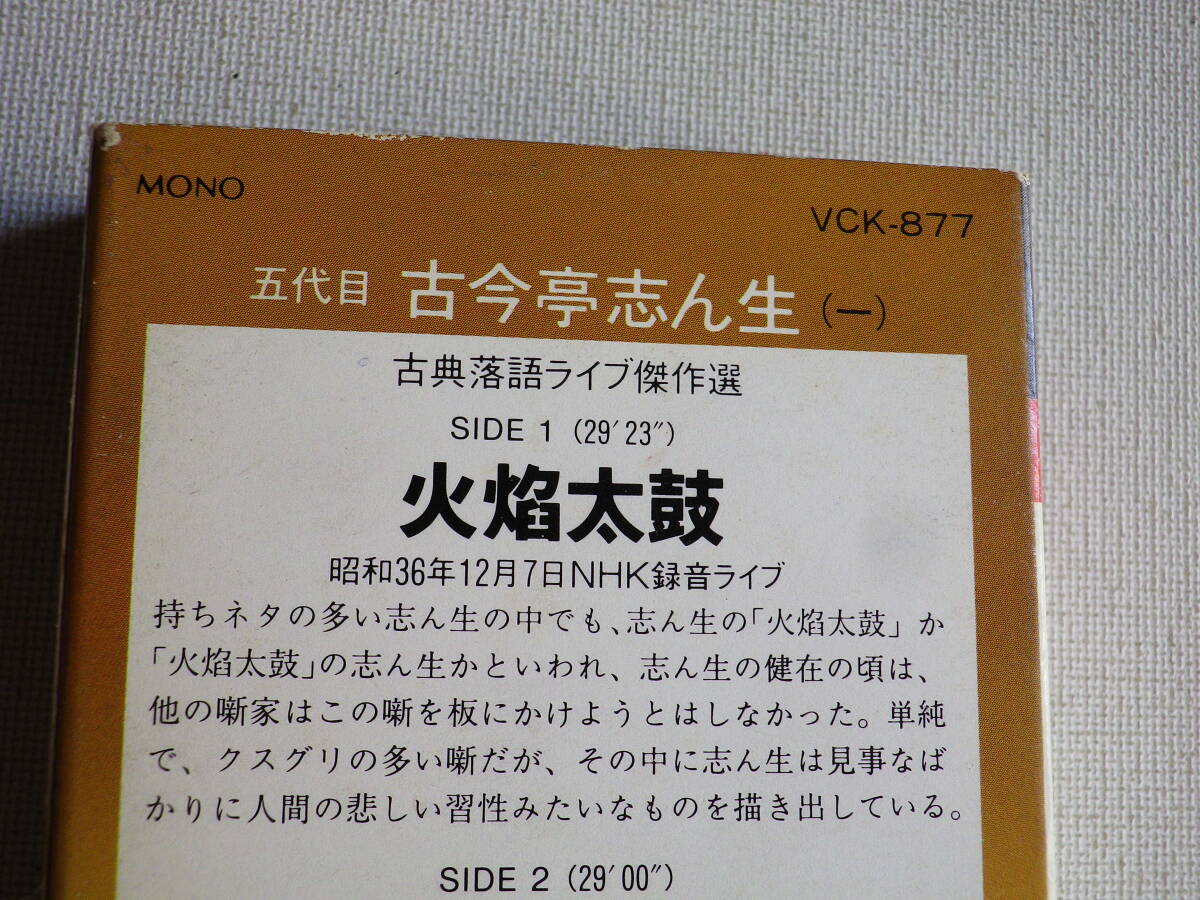 MONO
VCK-877
五代目 古今亭志ん生 (一)
古典落語ライブ傑作選
SIDE 1 (29′23″)
火焰太鼓
昭和36年12月7日NHK録音ライブ
持ちネタの多い志ん生の中でも、志ん生の「火焰太鼓」か
「火焰太鼓」の志ん生かといわれ、志ん生の健在の頃は、
他の噺家はこの噺を板にかけようとはしなかった。単純
で、クスグリの多い噺だが、その中に志ん生は見事なば
かりに人間の悲しい習性みたいなものを描き出している。
SIDE 2 (29′00″)